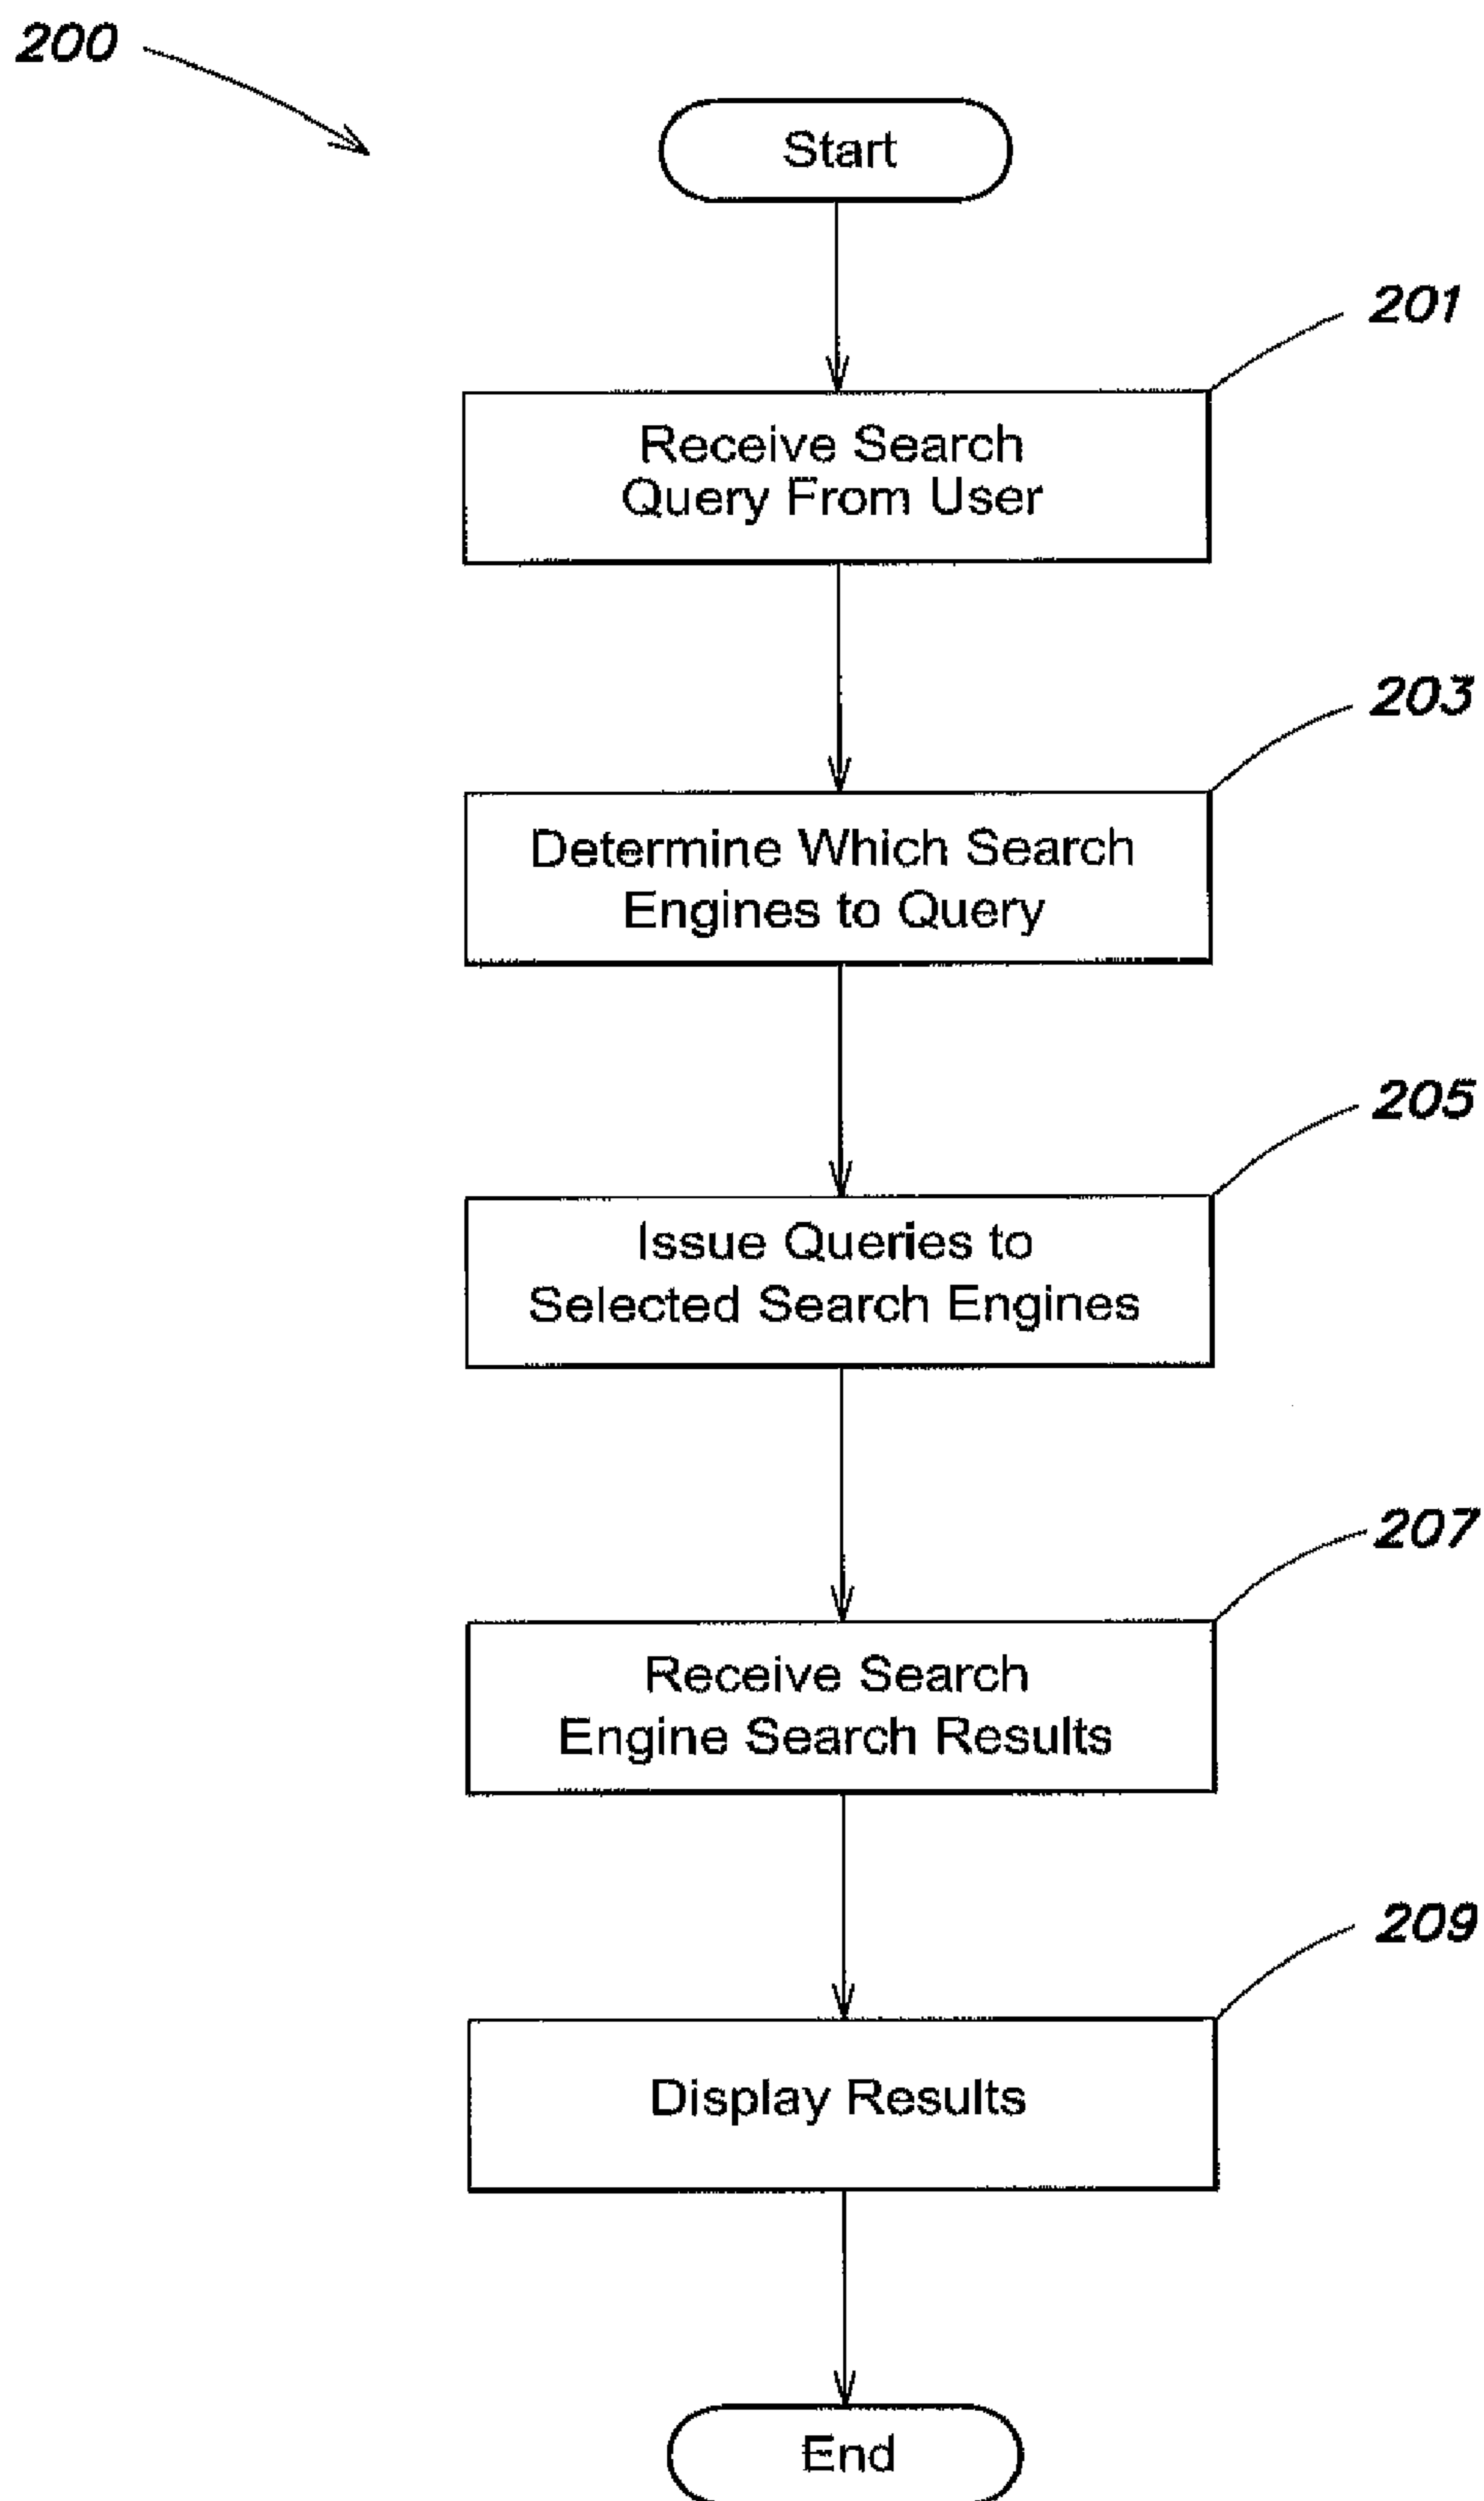 200
Start
201
Receive Search
Query From User
203
Determine Which Search
Engines to Query
205
Issue Queries to
Selected Search Engines
207
Receive Search
Engine Search Results
209
Display Results
End